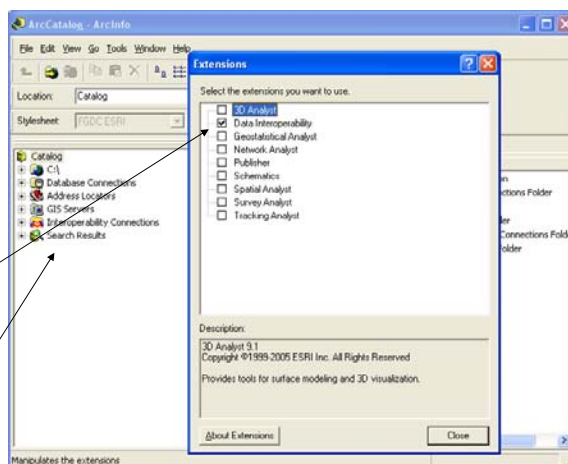 ArcCatalog - ArcInfo
File Edit View Go Tools Window Help
Location: Catalog
Stylesheet: FGDC ESRI
Catalog
C:\
Database Connections
Address Locators
GIS Servers
Interoperability Connections
Search Results
Extensions
Select the extensions you want to use.
3D Analyst
Data Interoperability
Geostatistical Analyst
Network Analyst
Publisher
Schematics
Spatial Analyst
Survey Analyst
Tracking Analyst
Description:
3D Analyst 9.1
Copyright ©1999-2005 ESRI Inc. All Rights Reserved
Provides tools for surface modeling and 3D visualization.
About Extensions
Close
Folder
Manipulates the extensions